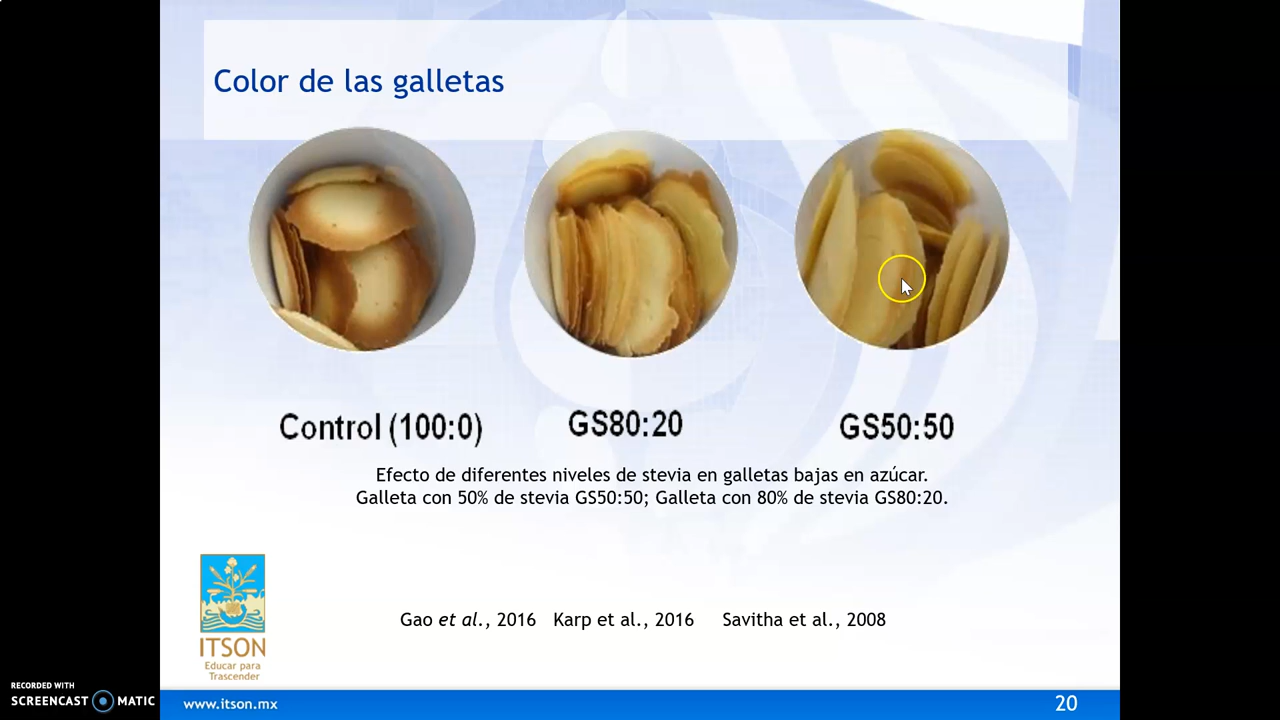 Color de las galletas
Control (100:0)
GS80:20
GS50:50
Efecto de diferentes niveles de stevia en galletas bajas en azúcar.
Galleta con 50% de stevia GS50:50; Galleta con 80% de stevia GS80:20.
Gao et al., 2016 Karp et al., 2016 Savitha et al., 2008
ITSON
Educar para
Trascender
RECORDED WITH
SCREENCAST MATIC
www.itson.mx
20